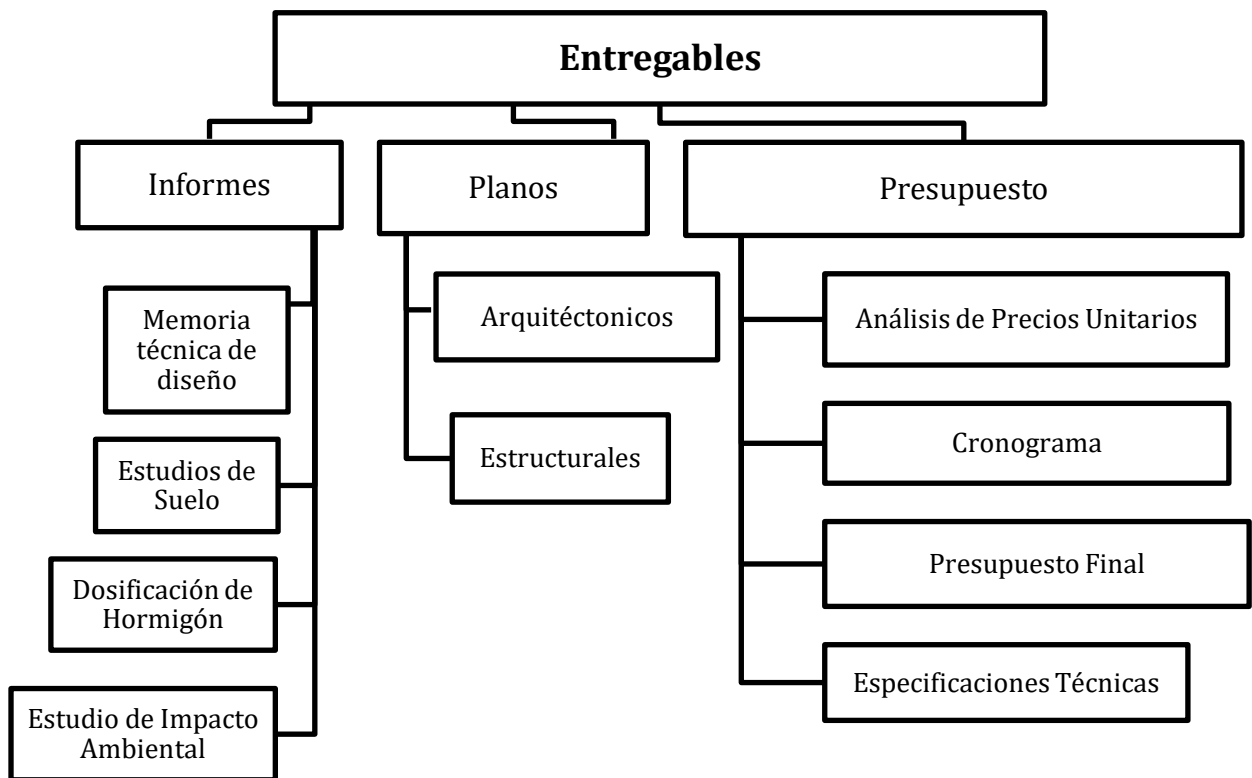 Entregables
Informes
Planos
Presupuesto
Memoria
técnica de
diseño
Estudios de
Suelo
Dosificación de
Hormigón
Estudio de Impacto
Ambiental
Arquitéctonicos
Estructurales
Análisis de Precios Unitarios
Cronograma
Presupuesto Final
Especificaciones Técnicas